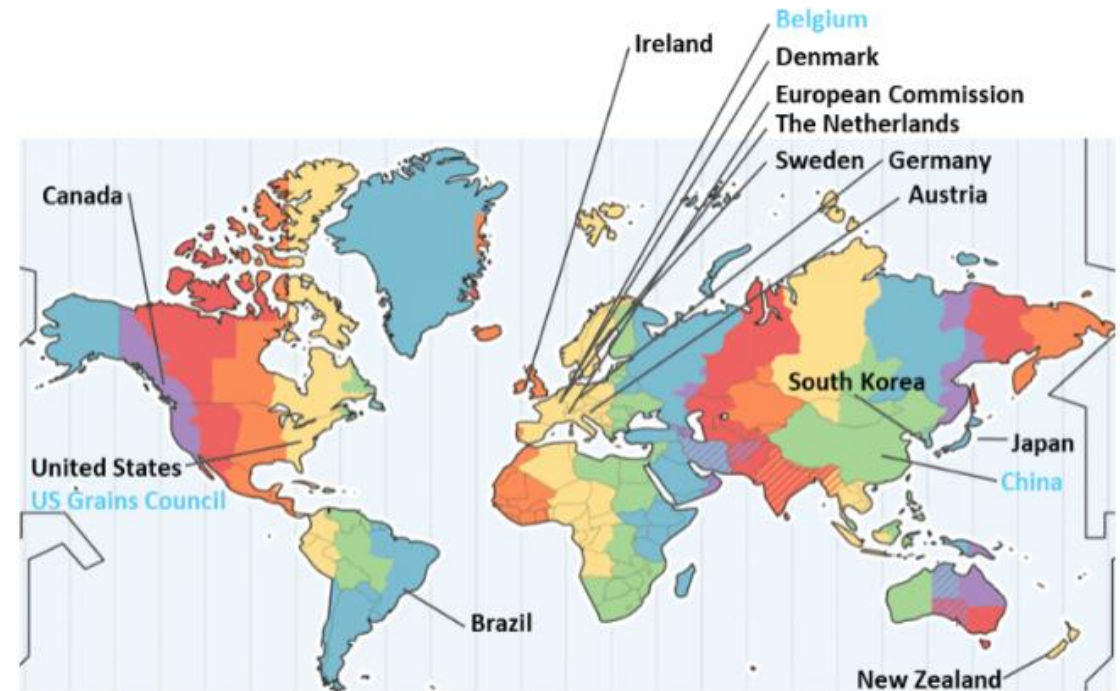 Belgium
Ireland
Denmark
European Commission
The Netherlands
Sweden
Germany
Canada
Austria
South Korea
Japan
United States
China
US Grains Council
Brazil
New Zealand